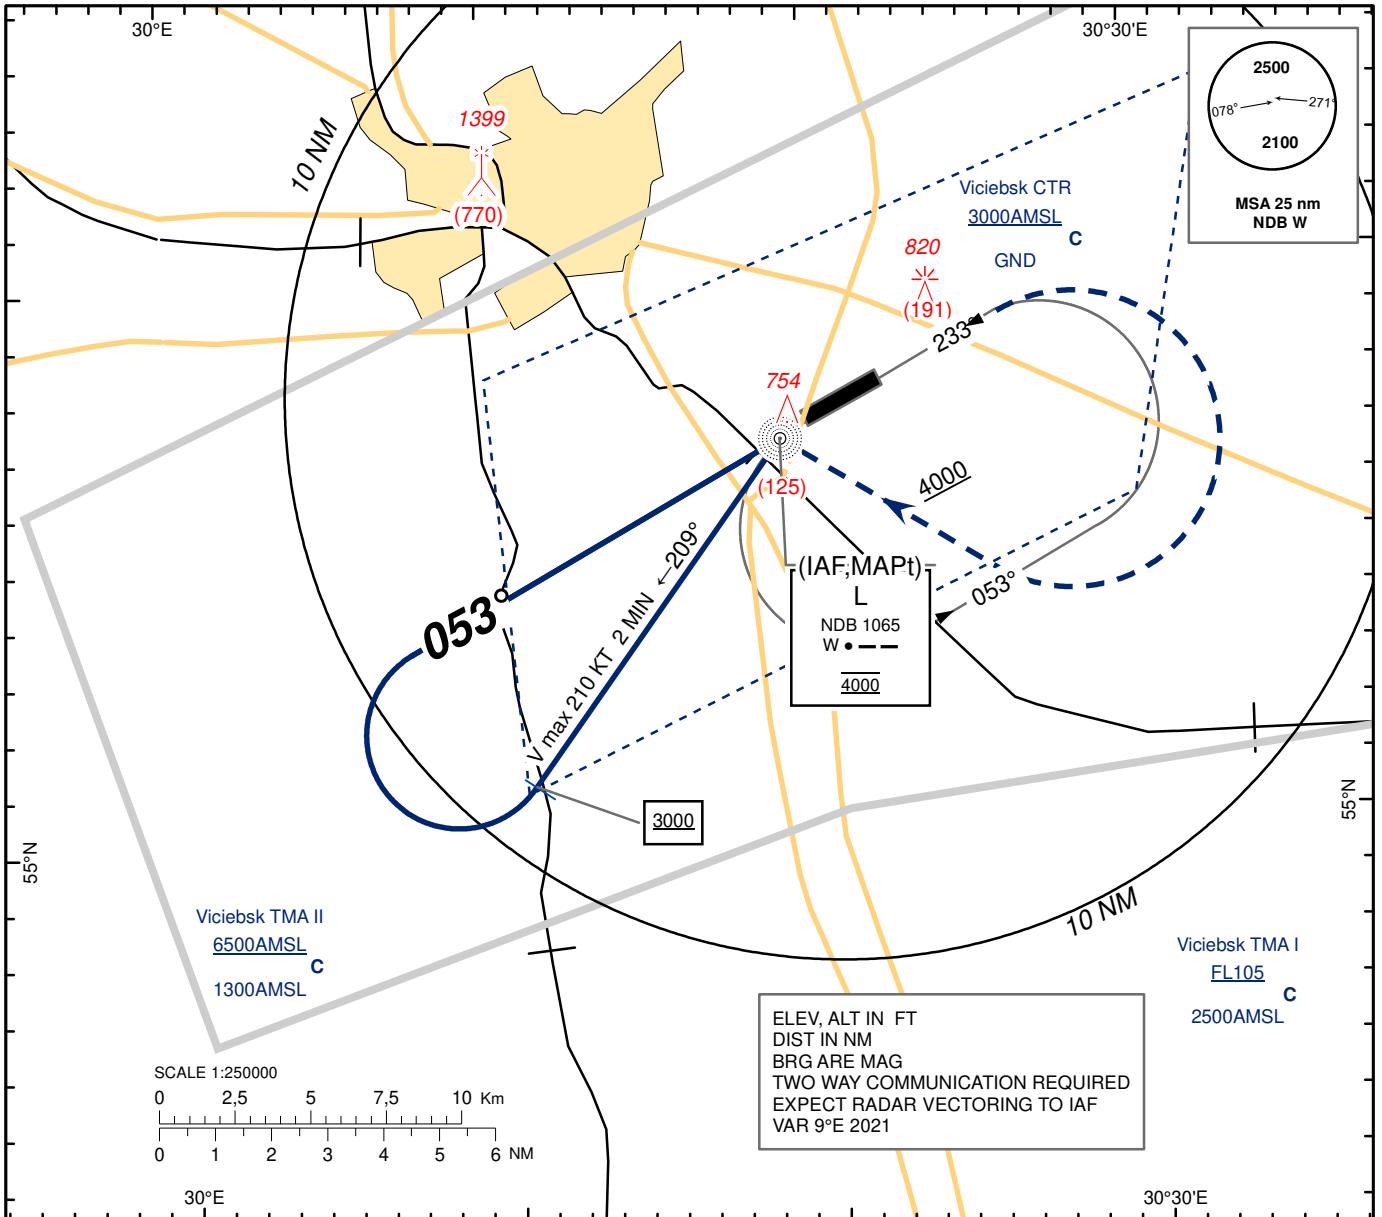 30°E
30°30'E
2500
078°
271°
2100
MSA 25 nm
NDB W
10 NM
1399
(770)
Viciebsk CTR
3000AMSL
C
GND
820
(191)
233°
754
(125)
4000
053°
(IAF,MAPt)
L
NDB 1065
W
4000
053°
V max 210 KT 2 MIN ←209°
3000
55°N
55°N
10 NM
Viciebsk TMA II
6500AMSL
C
1300AMSL
Viciebsk TMA I
FL105
C
2500AMSL
ELEV, ALT IN FT
DIST IN NM
BRG ARE MAG
TWO WAY COMMUNICATION REQUIRED
EXPECT RADAR VECTORING TO IAF
VAR 9°E 2021
SCALE 1:250000
0 2,5 5 7,5 10 Km
0 1 2 3 4 5 6 NM
30°E
30°30'E